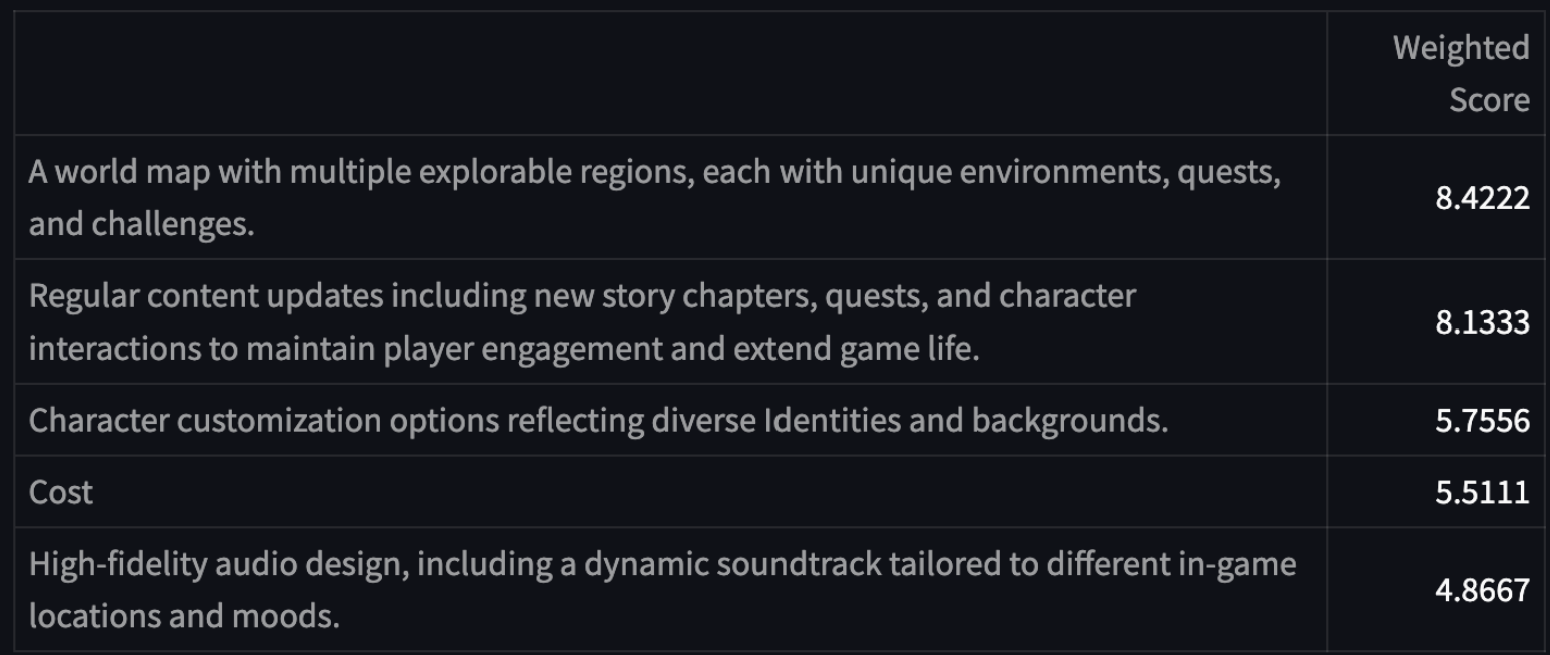 Weighted
Score
A world map with multiple explorable regions, each with unique environments, quests,
and challenges.
8.4222
Regular content updates including new story chapters, quests, and character
interactions to maintain player engagement and extend game life.
8.1333
Character customization options reflecting diverse Identities and backgrounds.
5.7556
Cost
5.5111
High-fidelity audio design, including a dynamic soundtrack tailored to different in-game
locations and moods.
4.8667